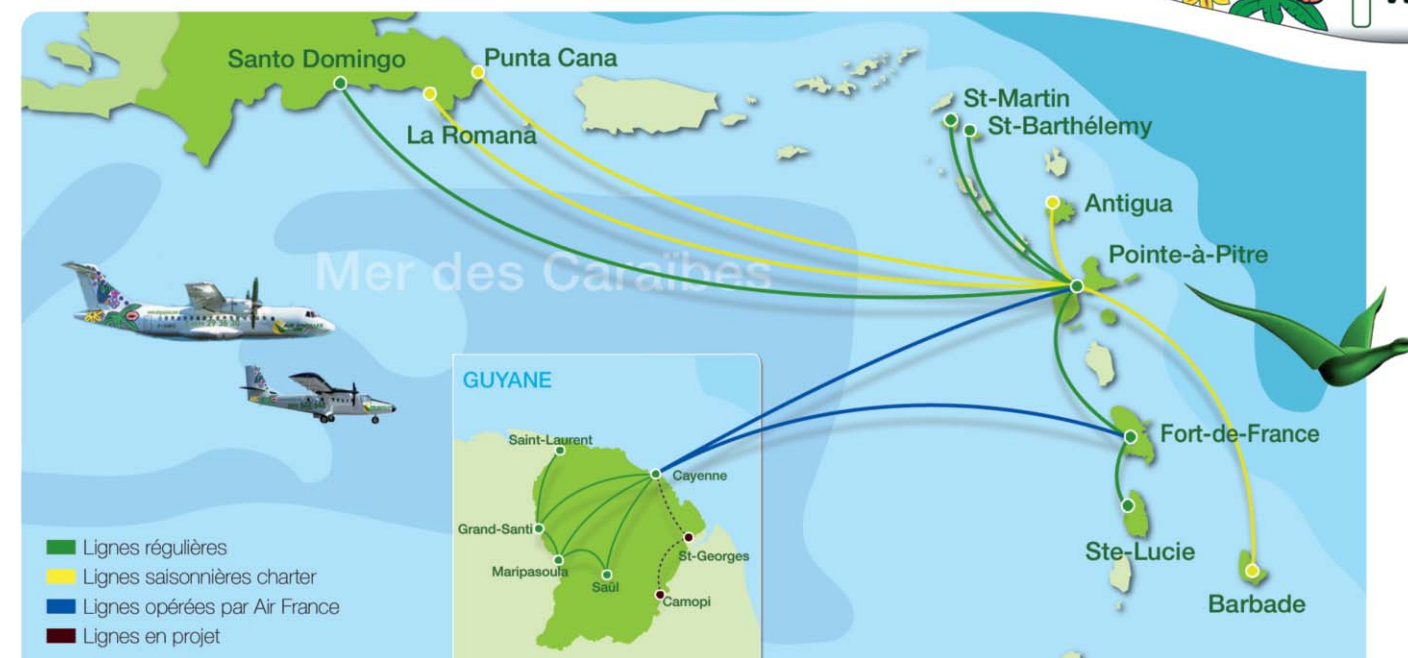 Santo Domingo
Punta Cana
La Romana
St-Martin
St-Barthélemy
Antigua
Pointe-à-Pitre
Mer des Caraïbes
GUYANE
Saint-Laurent
Cayenne
Fort-de-France
Grand-Santi
St-Georges
Maripasoula
Saül
Camopi
Ste-Lucie
Barbade
Lignes régulières
Lignes saisonnières charter
Lignes opérées par Air France
Lignes en projet